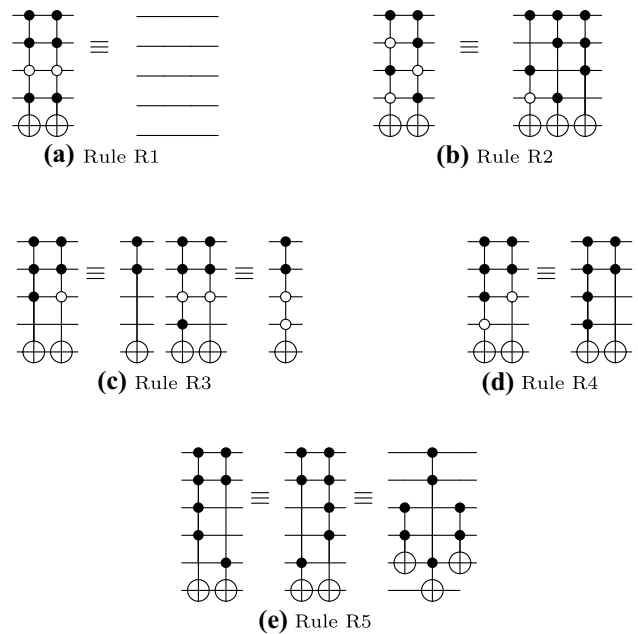 (a) Rule R1
(b) Rule R2
(c) Rule R3
(d) Rule R4
(e) Rule R5